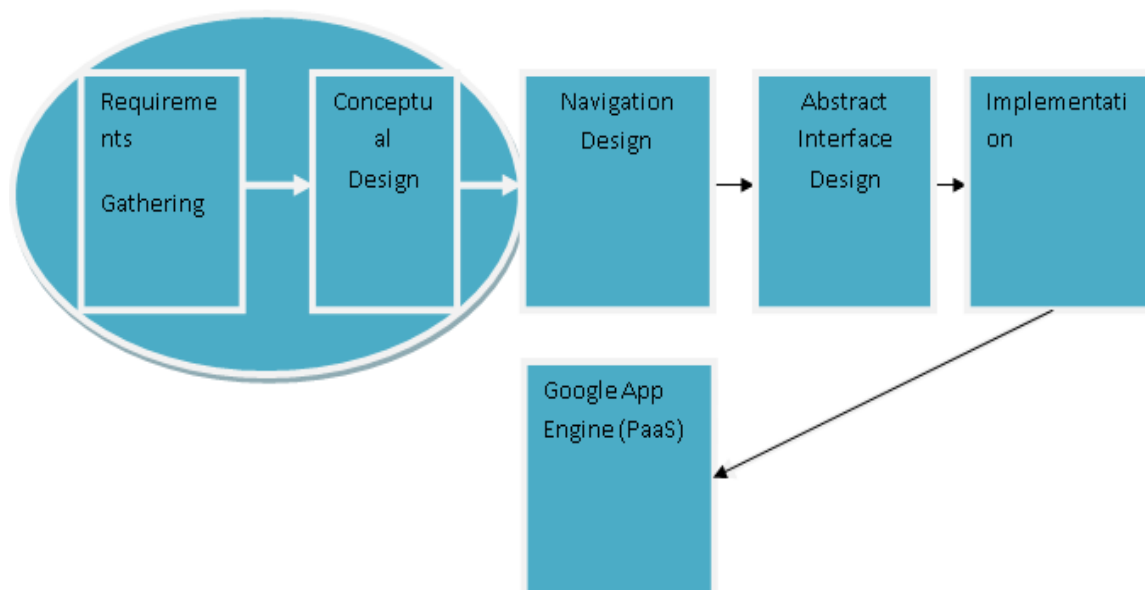 Requireme
nts
Gathering
Conceptu
al
Design
Navigation
Design
Abstract
Interface
Design
Implementati
on
Google App
Engine (PaaS)